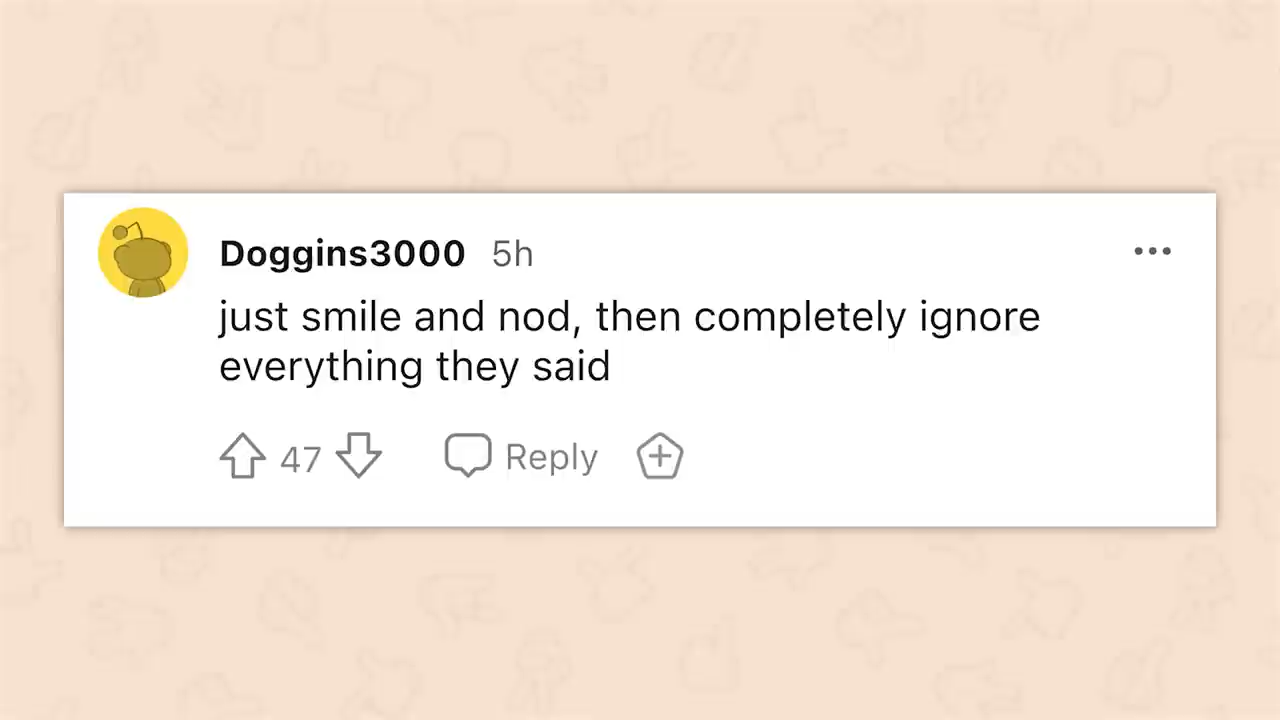 Doggins3000 5h
just smile and nod, then completely ignore
everything they said
47 Reply